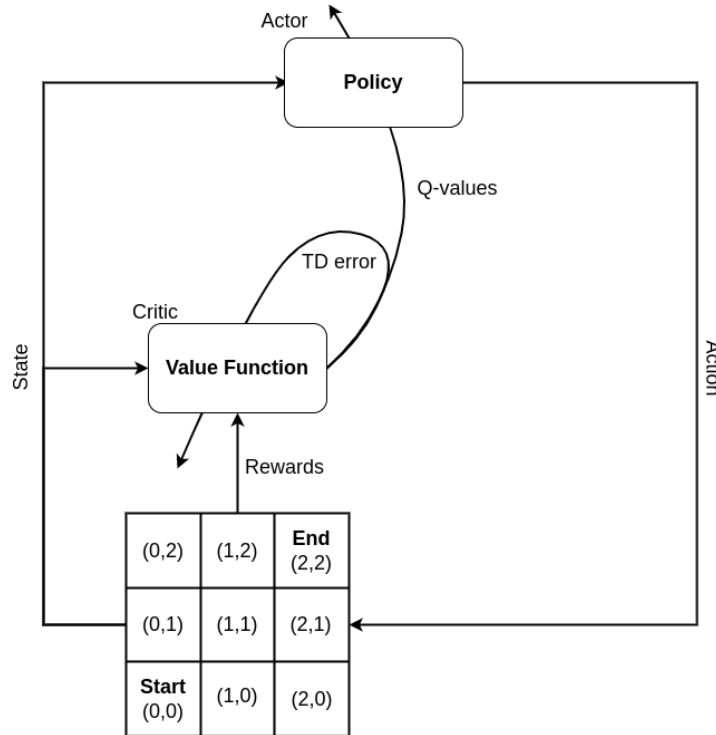 Actor
Policy
Q-values
TD error
Critic
Value Function
State
Action
Rewards
(0,2) (1,2) End
(2,2)
(0,1) (1,1) (2,1)
Start
(0,0) (1,0) (2,0)